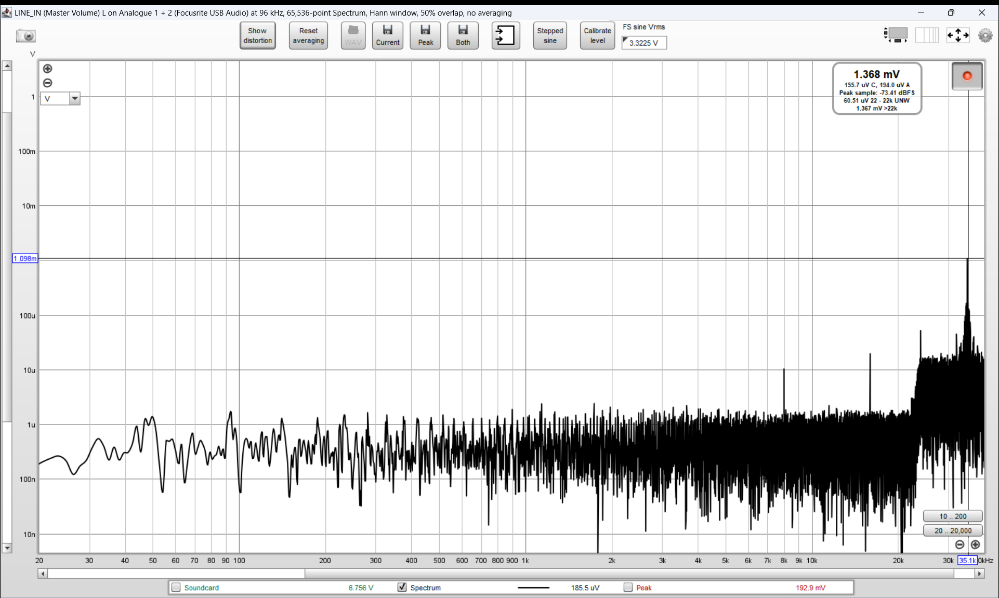 LINE_IN (Master Volume) L on Analogue 1 + 2 (Focusrite USB Audio) at 96 kHz, 65,536-point Spectrum, Hann window, 50% overlap, no averaging
Show distortion
Reset averaging
WAV
Current
Peak
Both
Stepped sine
Calibrate level
FS sine Vrms
3.3225 V
V
V
1.368 mV
155.7 uV C, 194.0 uV A
Peak sample: -73.41 dBFS
60.51 uV 22 - 22k UNW
1.367 mV >22k
1
100m
10m
1.098m
100u
10u
1u
100n
10n
10 .. 200
20 .. 20,000
20 30 40 50 60 70 80 90 100 200 300 400 500 600 700 800 900 1k 2k 3k 4k 5k 6k 7k 8k 9k 10k 20k 30k 35.1k 0kHz
Soundcard 6.756 V Spectrum 185.5 uV Peak 192.9 mV